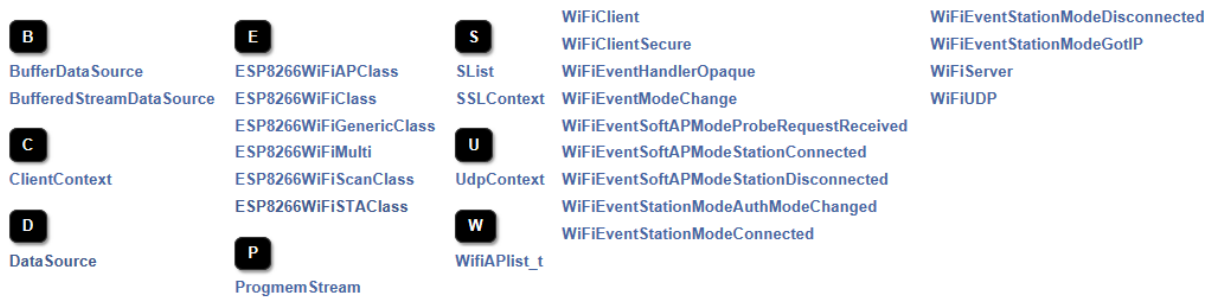 B
BufferDataSource
BufferedStreamDataSource
C
ClientContext
D
DataSource
E
ESP8266WiFiAPClass
ESP8266WiFiClass
ESP8266WiFiGenericClass
ESP8266WiFiMulti
ESP8266WiFiScanClass
ESP8266WiFiSTAClass
P
ProgmemStream
S
SList
SSLContext
U
UdpContext
W
WifiAPlist_t
WiFiClient
WiFiClientSecure
WiFiEventHandlerOpaque
WiFiEventModeChange
WiFiEventSoftAPModeProbeRequestReceived
WiFiEventSoftAPModeStationConnected
WiFiEventSoftAPModeStationDisconnected
WiFiEventStationModeAuthModeChanged
WiFiEventStationModeConnected
WiFiEventStationModeDisconnected
WiFiEventStationModeGotIP
WiFiServer
WiFiUDP